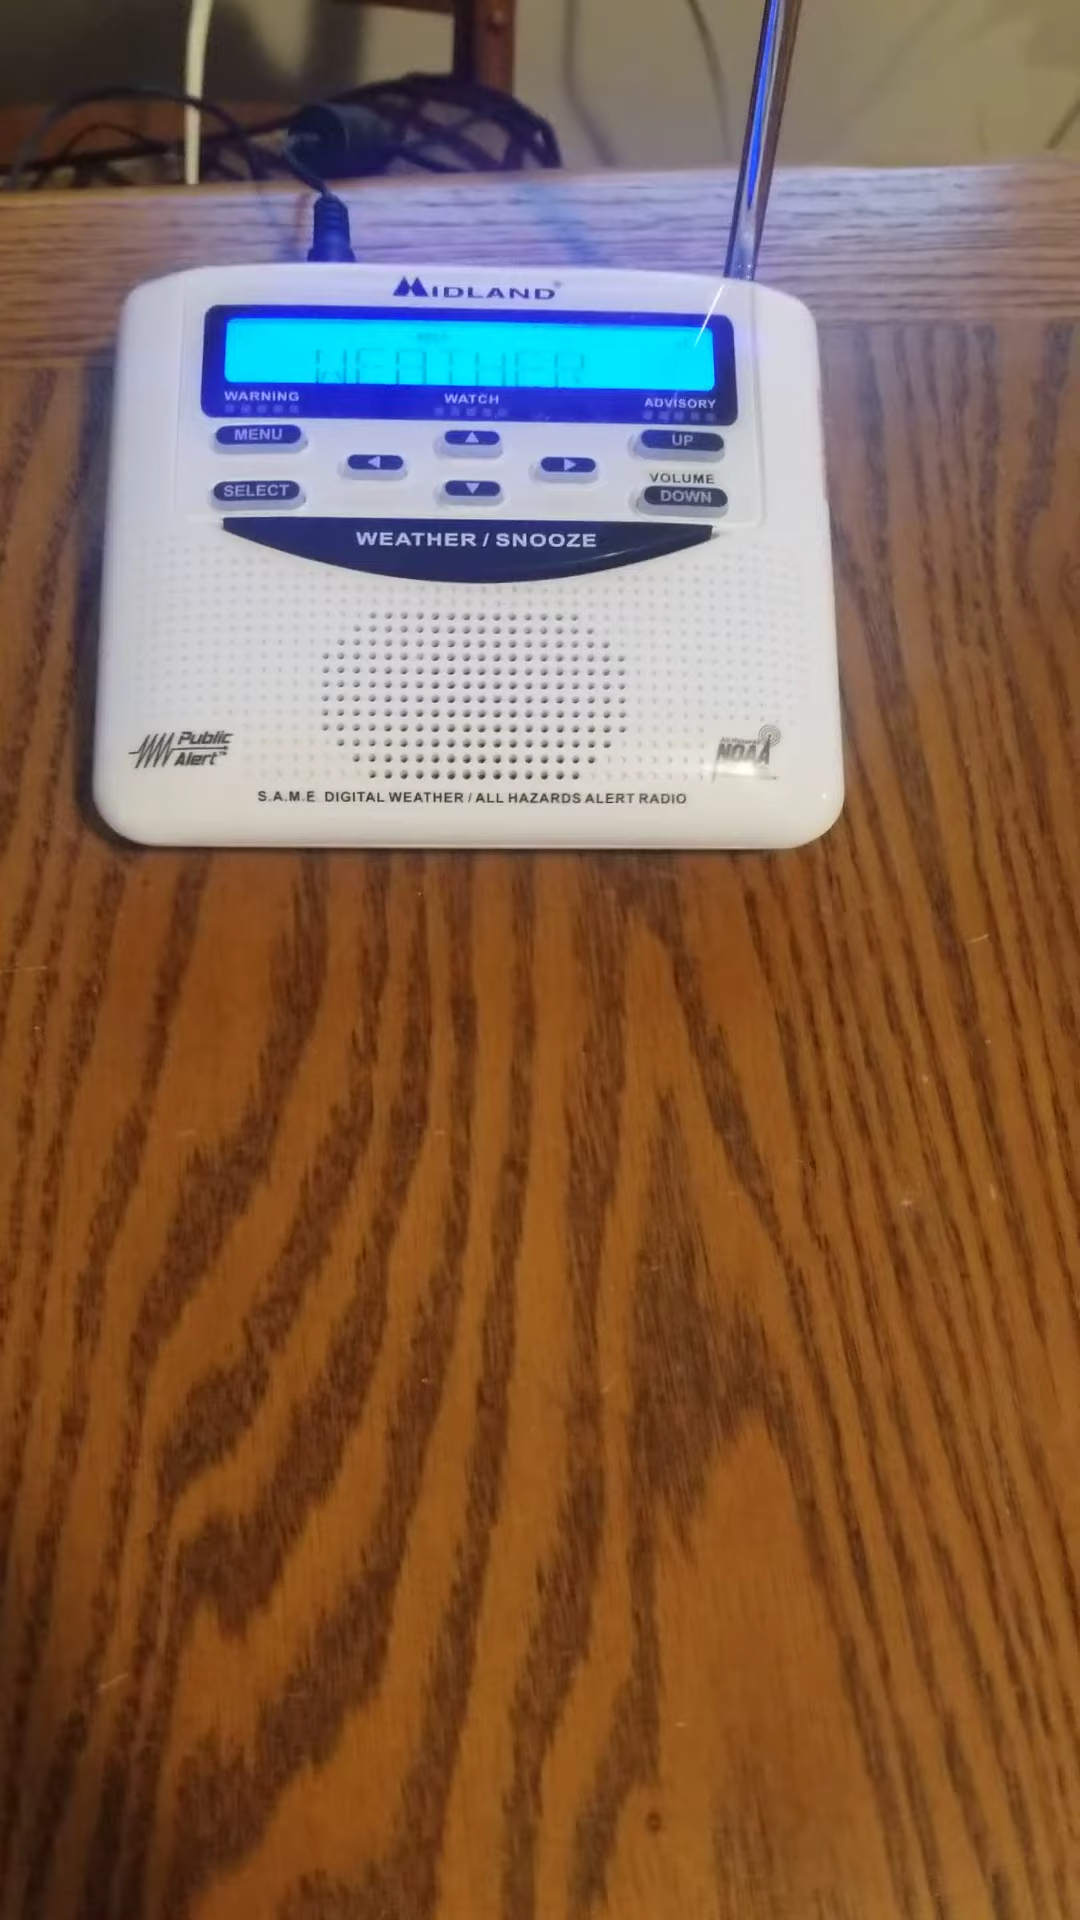 MIDLAND®
WEATHER
WARNING WATCH ADVISORY
MENU
UP
SELECT
VOLUME
DOWN
WEATHER / SNOOZE
Public Alert™
NOAA
S.A.M.E. DIGITAL WEATHER / ALL HAZARDS ALERT RADIO